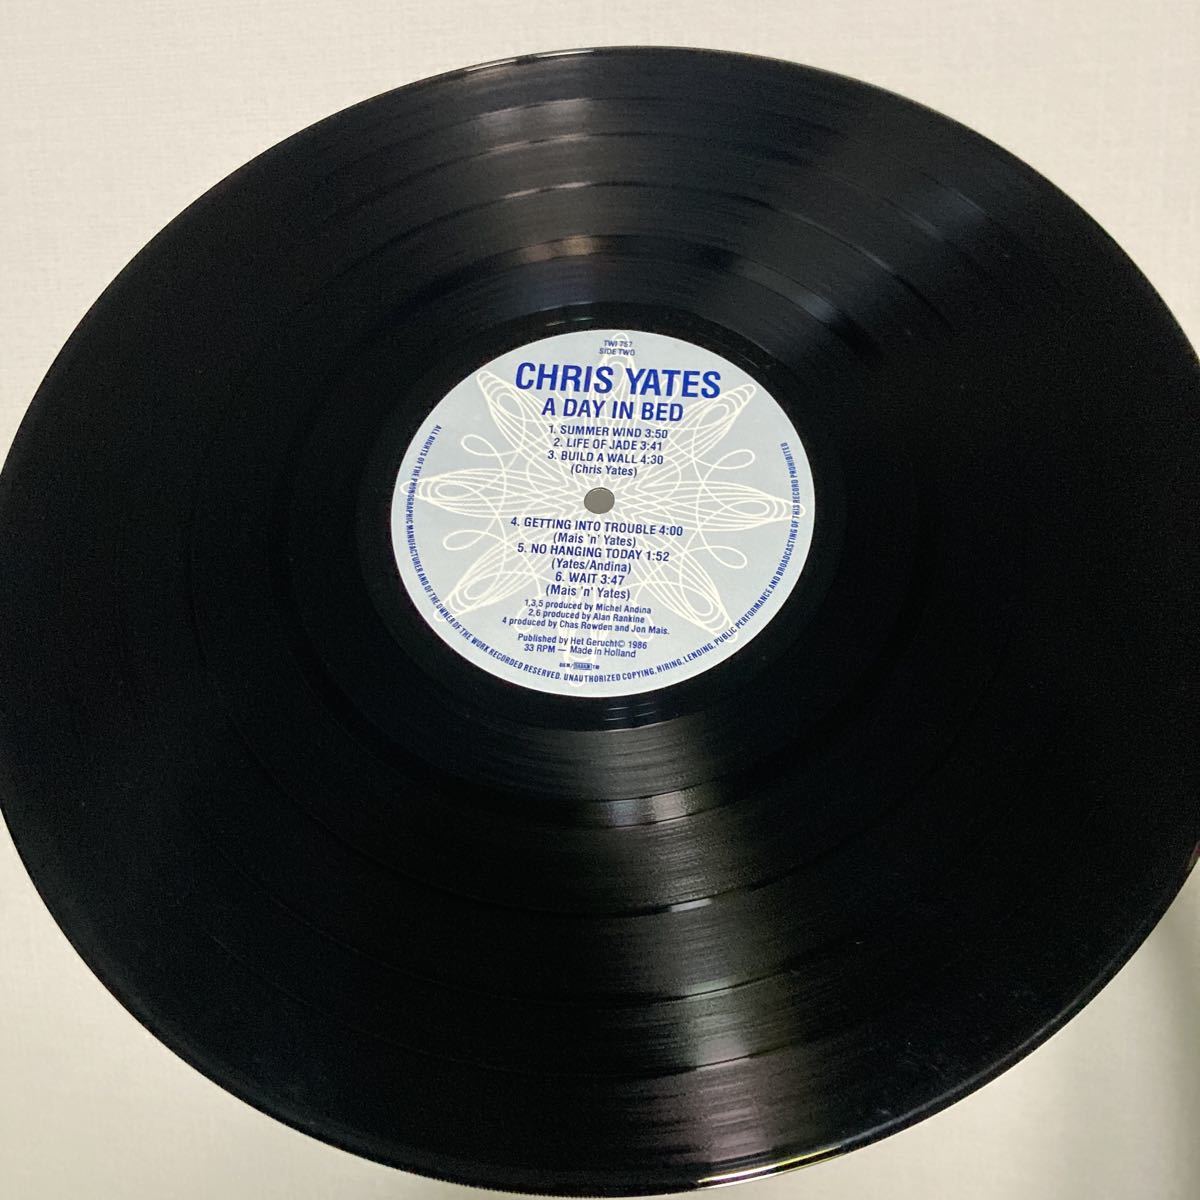 TWI 767
SIDE TWO
CHRIS YATES
A DAY IN BED
1. SUMMER WIND 3:50
2. LIFE OF JADE 3:41
3. BUILD A WALL 4:30
(Chris Yates)
4. GETTING INTO TROUBLE 4:00
(Mais 'n' Yates)
5. NO HANGING TODAY 1:52
(Yates/Andina)
6. WAIT 3:47
(Mais 'n' Yates)
1,3,5 produced by Michel Andina
2,6 produced by Alan Rankine
4 produced by Chas Rowden and Jon Mais.
Published by Het Gerucht© 1986
33 RPM — Made in Holland
TM
ALL RIGHTS OF THE PHONOGRAPHIC MANUFACTURER AND OF THE OWNER OF THE WORK RECORDED RESERVED. UNAUTHORIZED COPYING, HIRING, LENDING, PUBLIC PERFORMANCE AND BROADCASTING OF THIS RECORD PROHIBITED